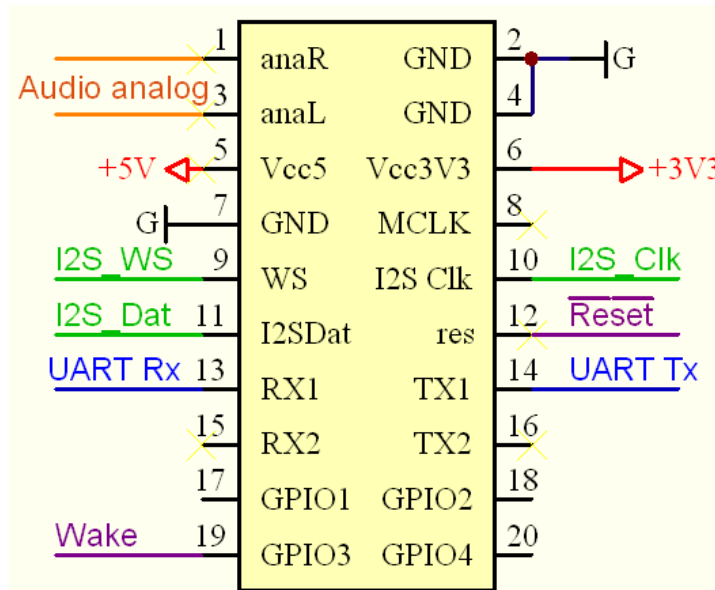 1 anaR GND 2 G
Audio analog
3 anaL GND 4
+5V 5 Vcc5 Vcc3V3 6 +3V3
G 7 GND MCLK 8
I2S_WS 9 WS I2S Clk 10 I2S_Clk
I2S_Dat 11 I2SDat res 12 Reset
UART Rx 13 RX1 TX1 14 UART Tx
15 RX2 TX2 16
17 GPIO1 GPIO2 18
Wake 19 GPIO3 GPIO4 20